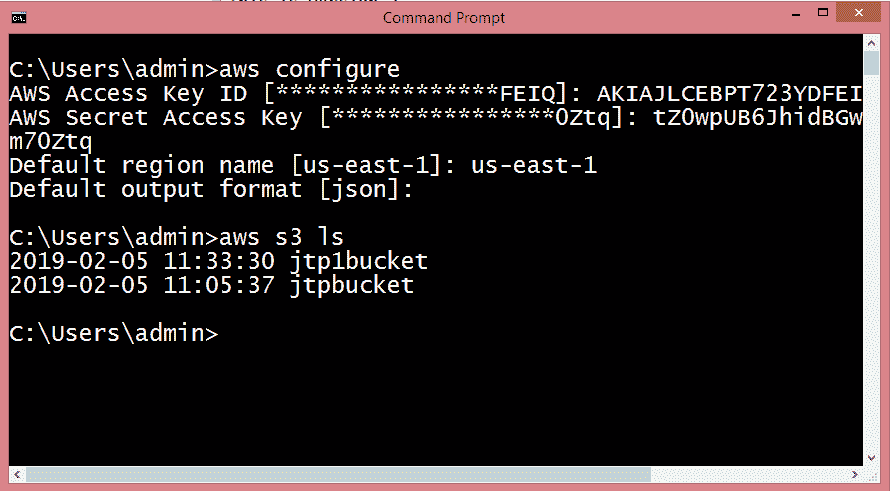 Command Prompt
C:\Users\admin>aws configure
AWS Access Key ID [****************FEIQ]: AKIAJLCEBPT723YDFEI
AWS Secret Access Key [****************OZtq]: tZOwpUB6JhidBGw
m7OZtq
Default region name [us-east-1]: us-east-1
Default output format [json]:
C:\Users\admin>aws s3 ls
2019-02-05 11:33:30 jtp1bucket
2019-02-05 11:05:37 jtpbucket
C:\Users\admin>